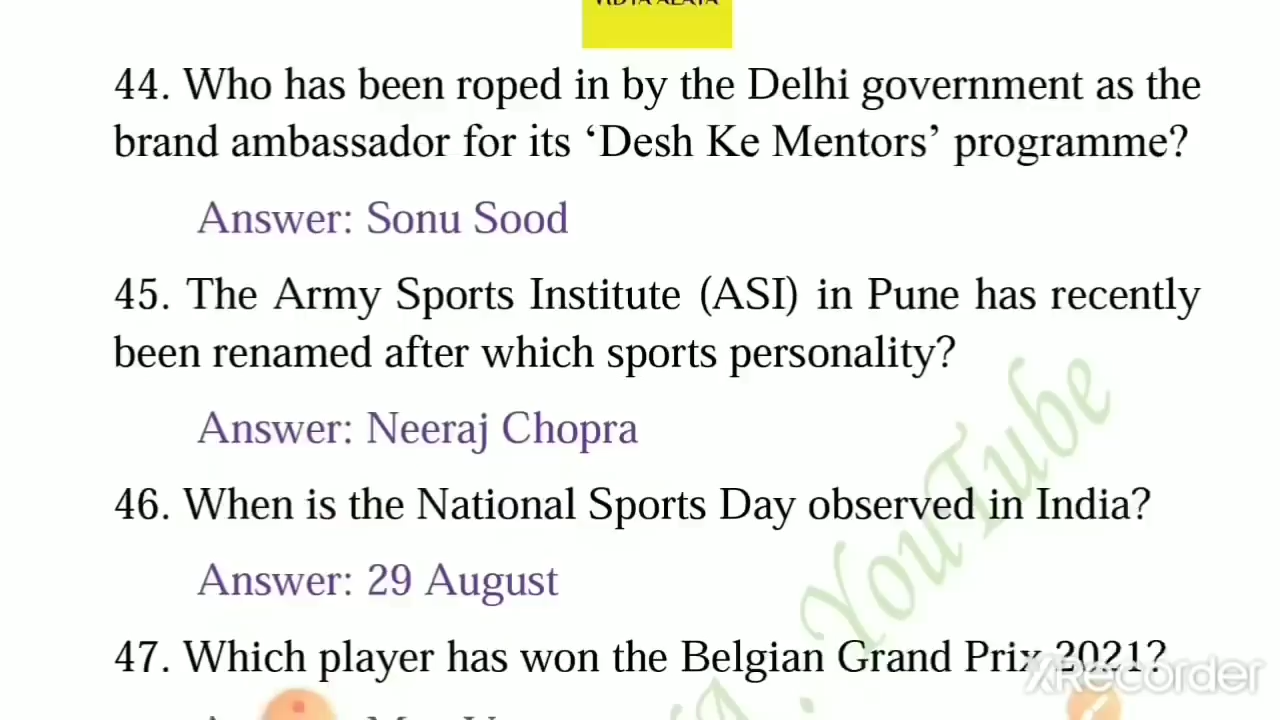 44. Who has been roped in by the Delhi government as the
brand ambassador for its ‘Desh Ke Mentors’ programme?
Answer: Sonu Sood
45. The Army Sports Institute (ASI) in Pune has recently
been renamed after which sports personality?
Answer: Neeraj Chopra
46. When is the National Sports Day observed in India?
Answer: 29 August
YouTube
47. Which player has won the Belgian Grand Prix 2021?
XRecorder